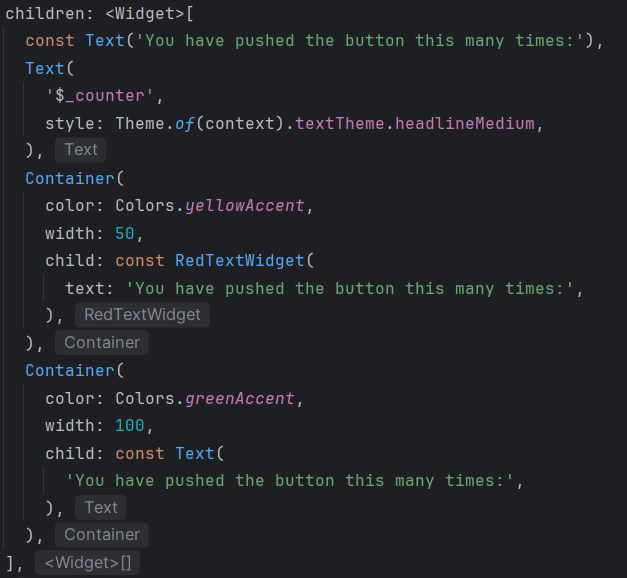 children: <Widget>[
const Text('You have pushed the button this many times:'),
Text(
'$_counter',
style: Theme.of(context).textTheme.headlineMedium,
), Text
Container(
color: Colors.yellowAccent,
width: 50,
child: const RedTextWidget(
text: 'You have pushed the button this many times:',
), RedTextWidget
), Container
Container(
color: Colors.greenAccent,
width: 100,
child: const Text(
'You have pushed the button this many times:',
), Text
), Container
], <Widget>[]